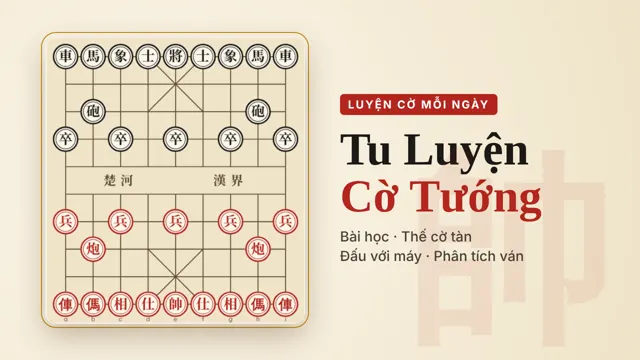 車馬象士將士象馬車
砲 砲
卒 卒 卒 卒 卒
楚河 漢界
兵 兵 兵 兵 兵
炮 炮
俥傌相仕帥仕相傌俥
a b c d e f g h i
LUYỆN CỜ MỖI NGÀY
Tu Luyện
Cờ Tướng
Bài học · Thế cờ tàn
Đấu với máy · Phân tích ván
帥